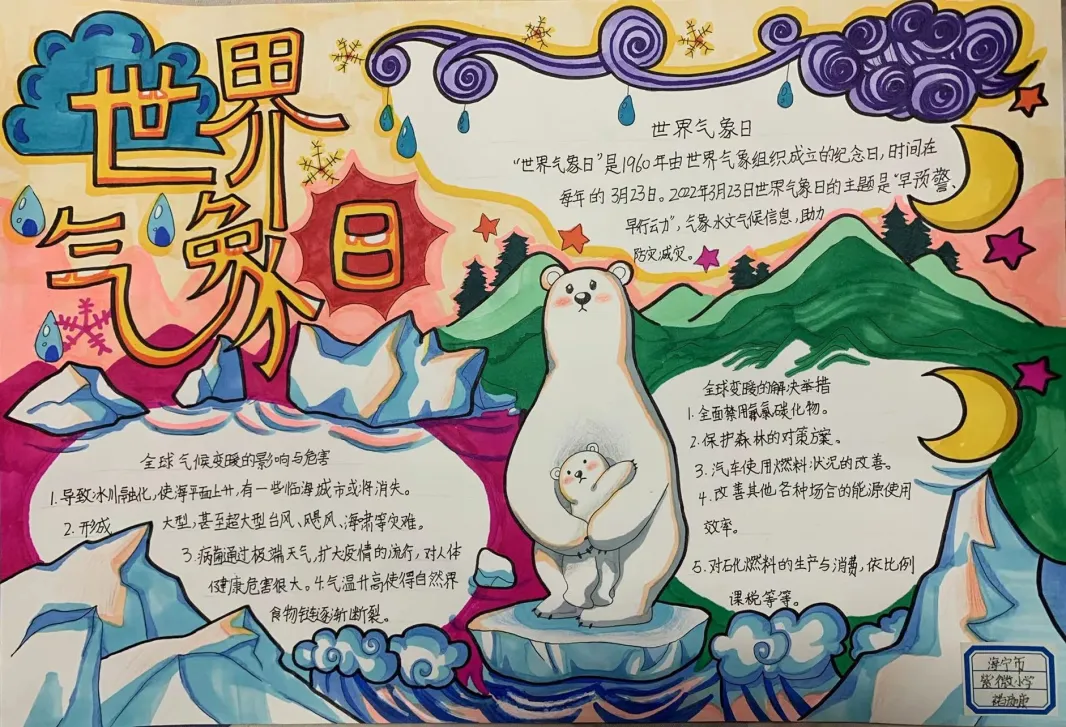 世界
气象日
世界气象日
“世界气象日”是1960年由世界气象组织成立的纪念日,时间在
每年的3月23日。2022年3月23日世界气象日的主题是“早预警、
早行动”,气象水文气候信息,助力
防灾减灾。
全球气候变暖的影响与危害
1.导致冰川融化,使海平面上升,有一些临海城市或将消失。
2.形成 大型,甚至超大型台风、飓风、海啸等灾难。
3.病菌通过极端天气,扩大疫情的流行,对人体
健康危害很大。4.气温升高使得自然界
食物链逐渐断裂。
全球变暖的解决举措
1.全面禁用氟氯碳化物。
2.保护森林的对策方案。
3.汽车使用燃料状况的改善。
4.改善其他各种场合的能源使用
效率。
5.对石化燃料的生产与消费,依比例
课税等等。
海宁市
紫微小学